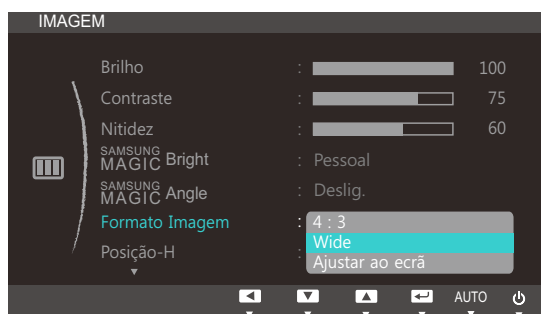 IMAGEM
Brilho : 100
Contraste : 75
Nitidez : 60
SAMSUNG MAGIC Bright : Pessoal
SAMSUNG MAGIC Angle : Deslig.
Formato Imagem : 4 : 3
Wide
Posição-H : Ajustar ao ecrã
AUTO